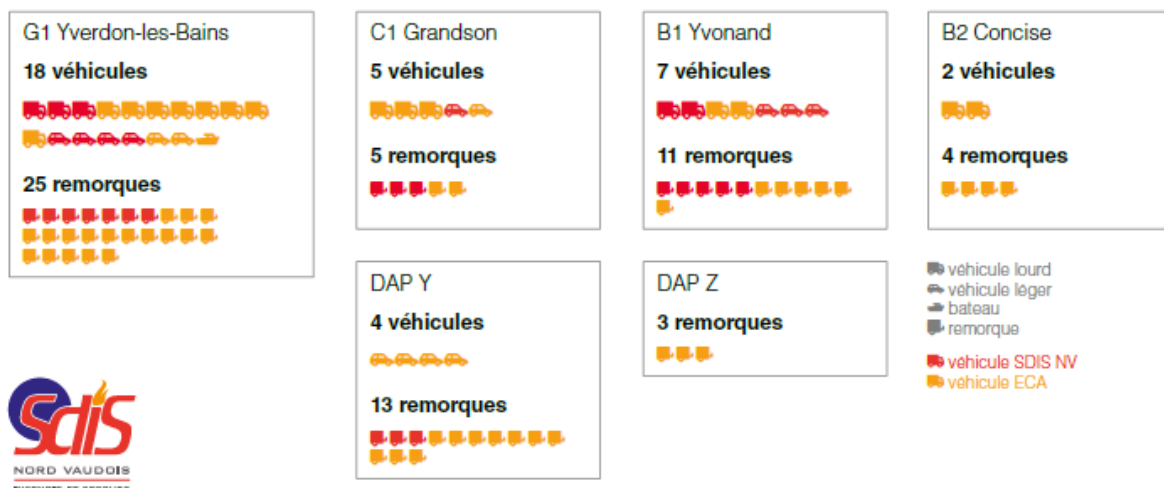 G1 Yverdon-les-Bains
18 véhicules
25 remorques
C1 Grandson
5 véhicules
5 remorques
B1 Yvonand
7 véhicules
11 remorques
B2 Concise
2 véhicules
4 remorques
DAP Y
4 véhicules
13 remorques
DAP Z
3 remorques
véhicule lourd
véhicule léger
bateau
remorque
véhicule SDIS NV
véhicule ECA
Sdis
NORD VAUDOIS